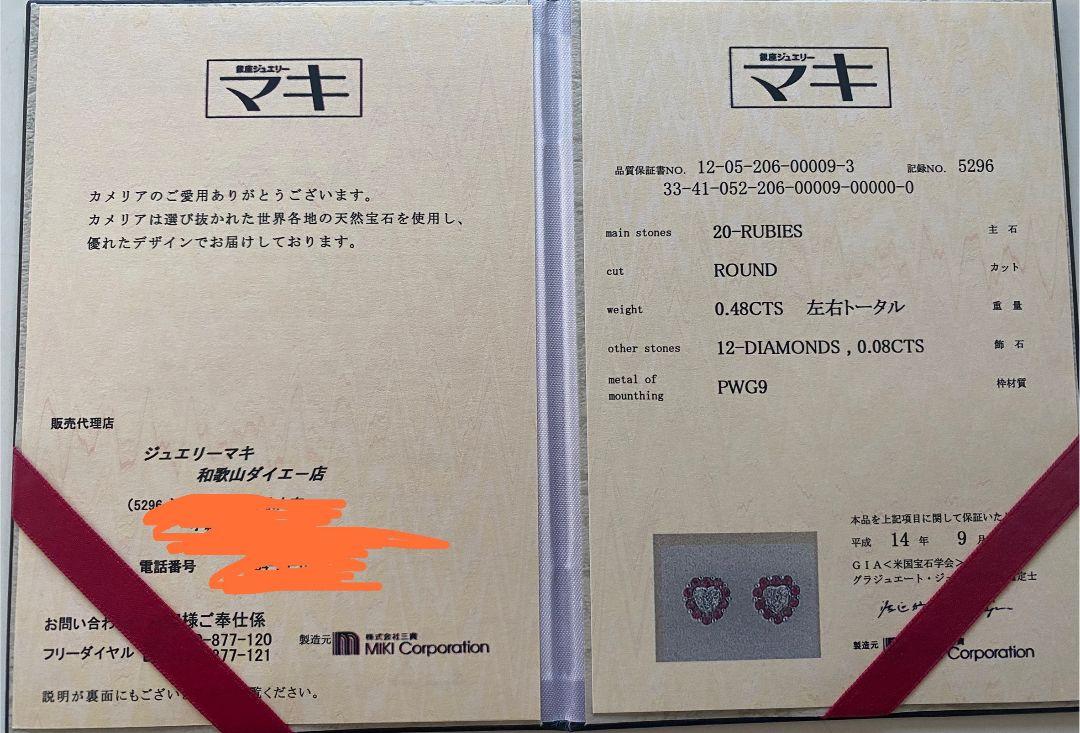 銀座ジュエリー
マキ
カメリアのご愛用ありがとうございます。
カメリアは選び抜かれた世界各地の天然宝石を使用し、
優れたデザインでお届けしております。
販売代理店
ジュエリーマキ
和歌山ダイエー店
(5296
電話番号
お問い合わ 様ご奉仕係
-877-120
フリーダイヤル 877-121
製造元 株式会社三貴
MIKI Corporation
説明が裏面にもござい 覧ください。
銀座ジュエリー
マキ
品質保証書NO. 12-05-206-00009-3 記録NO. 5296
33-41-052-206-00009-00000-0
main stones 20-RUBIES 主石
cut ROUND カット
weight 0.48CTS 左右トータル 重量
other stones 12-DIAMONDS , 0.08CTS 飾石
metal of
mounthing PWG9 枠材質
本品を上記項目に関して保証いた
平成 14年 9月
GIA<米国宝石学会>
グラジュエート・ジ 定士
製造元 Corporation